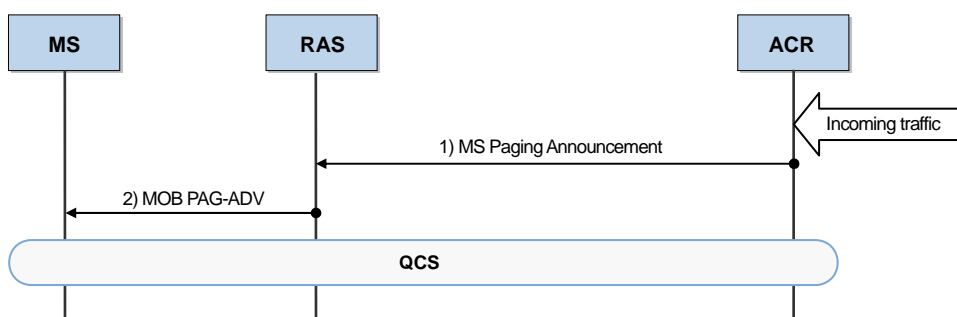 MS
RAS
ACR
Incoming traffic
1) MS Paging Announcement
2) MOB PAG-ADV
QCS